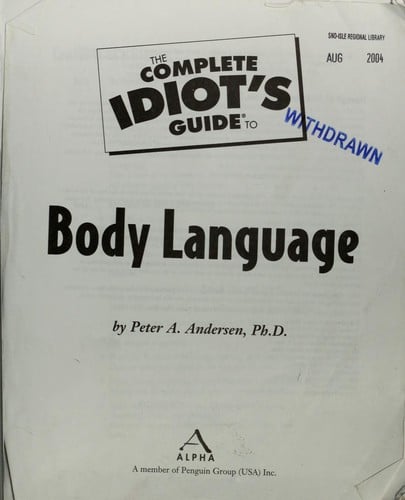 SNO-ISLE REGIONAL LIBRARY
AUG 2004
THE
COMPLETE
IDIOT'S
GUIDE® TO
WITHDRAWN
Body Language
by Peter A. Andersen, Ph.D.
ALPHA
A member of Penguin Group (USA) Inc.